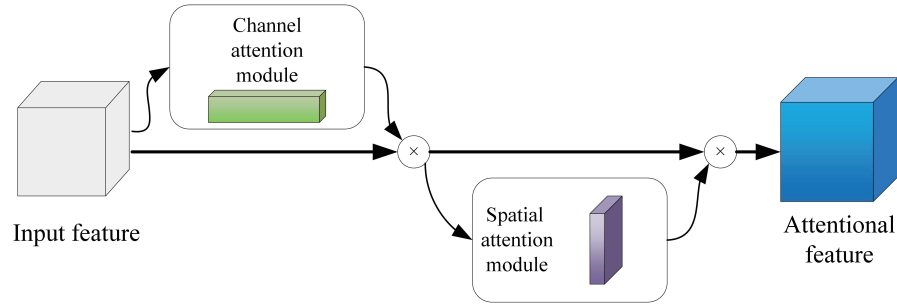 Channel
attention
module
Input feature
×
×
Spatial
attention
module
Attentional
feature